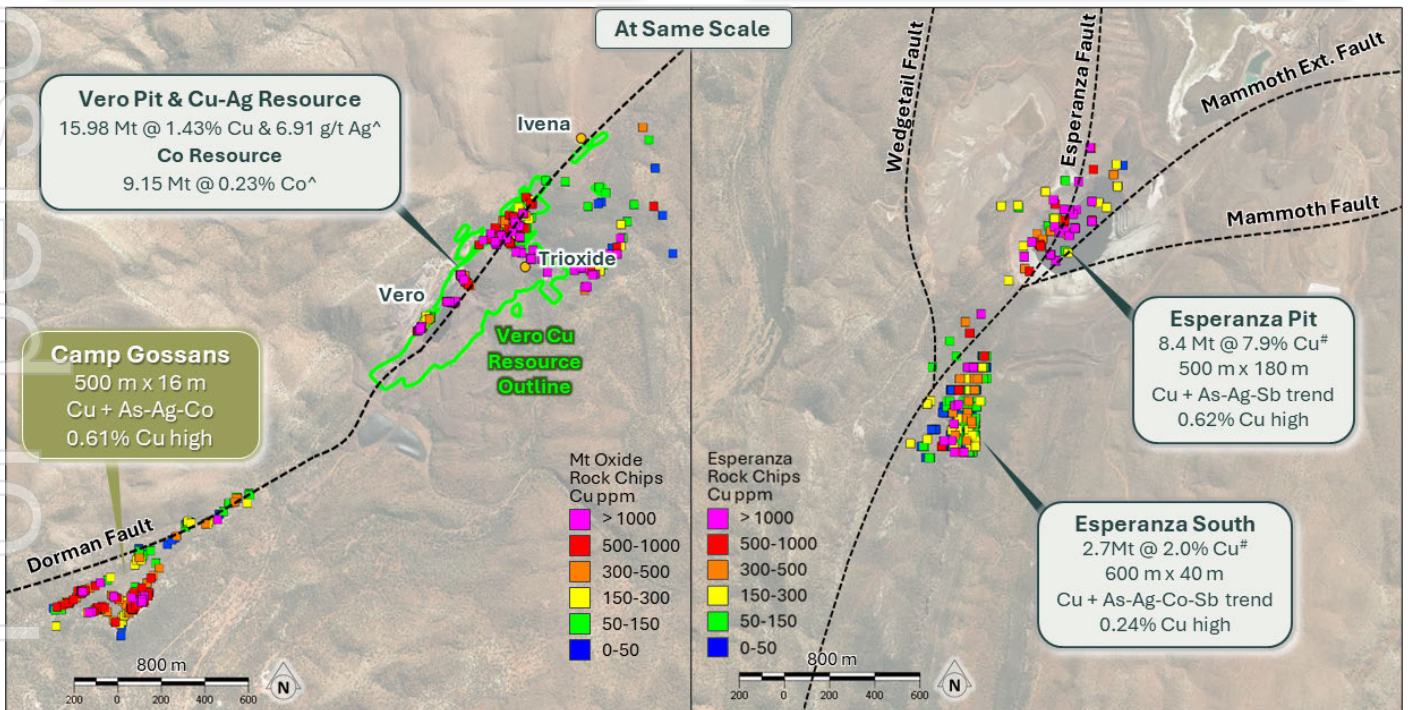 At Same Scale
Vero Pit & Cu-Ag Resource
15.98 Mt @ 1.43% Cu & 6.91 g/t Ag^
Co Resource
9.15 Mt @ 0.23% Co^
Ivena
Trioxide
Vero
Vero Cu
Resource
Outline
Camp Gossans
500 m x 16 m
Cu + As-Ag-Co
0.61% Cu high
Dorman Fault
Mt Oxide
Rock Chips
Cu ppm
> 1000
500-1000
300-500
150-300
50-150
0-50
800 m
200 0 200 400 600
N
Wedgetail Fault
Esperanza Fault
Mammoth Ext. Fault
Mammoth Fault
Esperanza Pit
8.4 Mt @ 7.9% Cu#
500 m x 180 m
Cu + As-Ag-Sb trend
0.62% Cu high
Esperanza South
2.7Mt @ 2.0% Cu#
600 m x 40 m
Cu + As-Ag-Co-Sb trend
0.24% Cu high
Esperanza
Rock Chips
Cu ppm
> 1000
500-1000
300-500
150-300
50-150
0-50
800 m
200 0 200 400 600
N